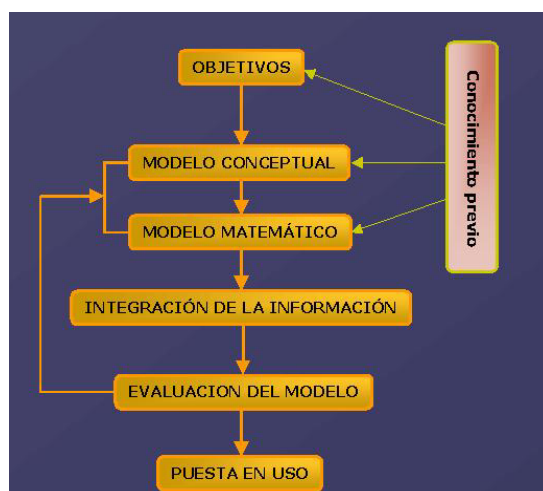 OBJETIVOS
Conocimiento previo
MODELO CONCEPTUAL
MODELO MATEMÁTICO
INTEGRACIÓN DE LA INFORMACIÓN
EVALUACION DEL MODELO
PUESTA EN USO